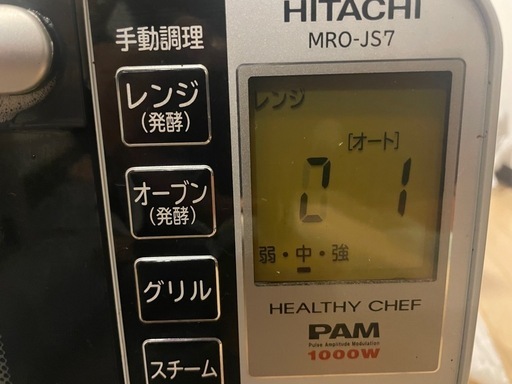 HITACHI
MRO-JS7
手動調理
レンジ
(発酵)
オーブン
(発酵)
グリル
スチーム
レンジ
[オート]
01
弱・中・強
HEALTHY CHEF
PAM
Pulse Amplitude Modulation
1000W